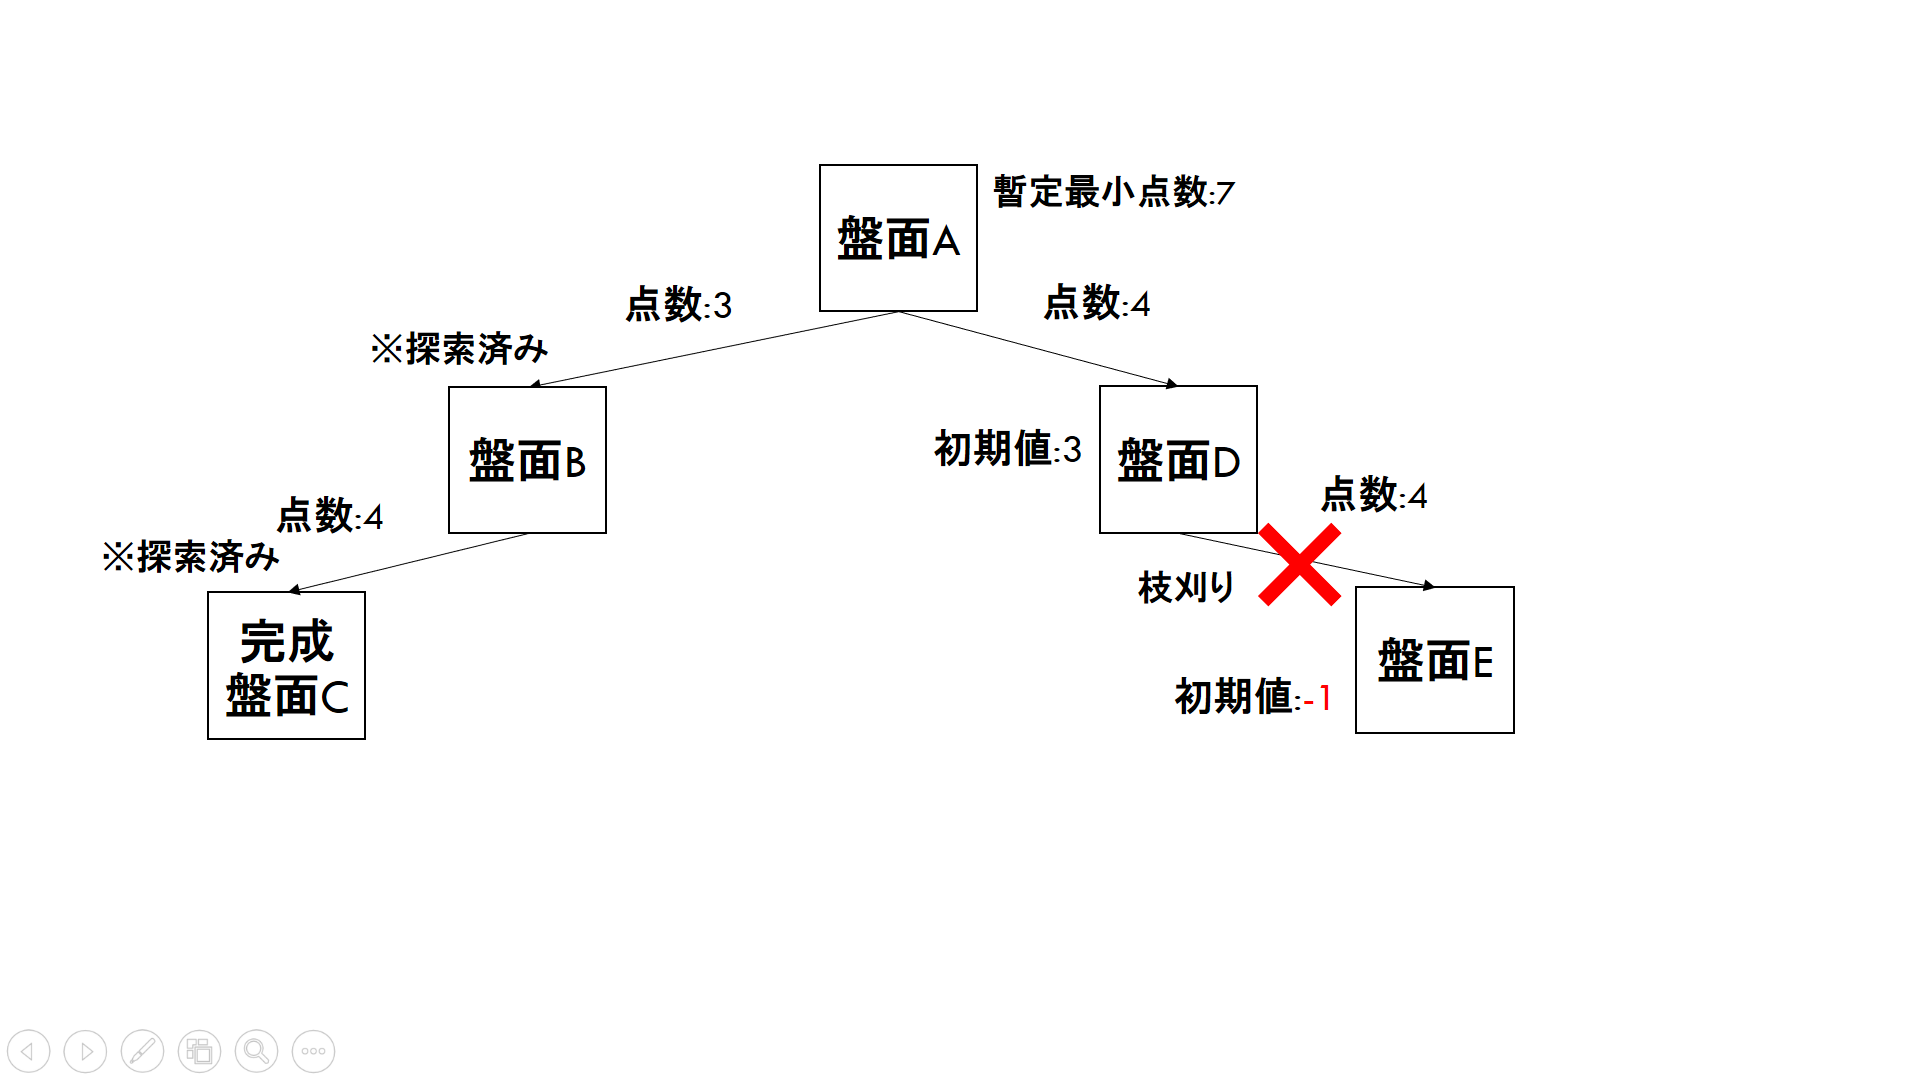 盤面A
暫定最小点数:7
点数:3
点数:4
※探索済み
盤面B
初期値:3
盤面D
点数:4
※探索済み
点数:4
枝刈り
完成
盤面C
盤面E
初期値:-1